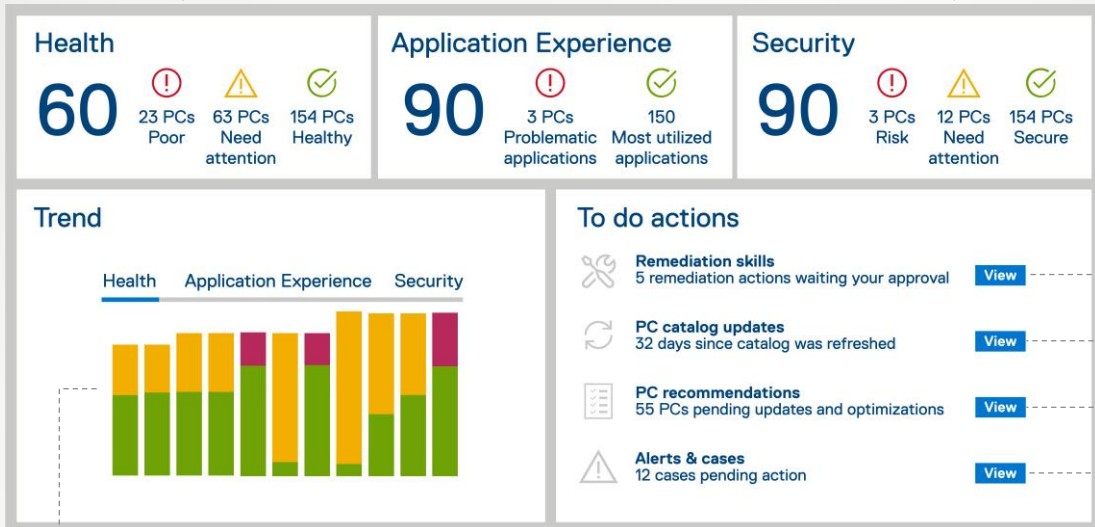 Health
60
23 PCs
Poor
63 PCs
Need
attention
154 PCs
Healthy
Application Experience
90
3 PCs
Problematic
applications
150
Most utilized
applications
Security
90
3 PCs
Risk
12 PCs
Need
attention
154 PCs
Secure
Trend
Health
Application Experience
Security
To do actions
Remediation skills
5 remediation actions waiting your approval
View
PC catalog updates
32 days since catalog was refreshed
View
PC recommendations
55 PCs pending updates and optimizations
View
Alerts & cases
12 cases pending action
View